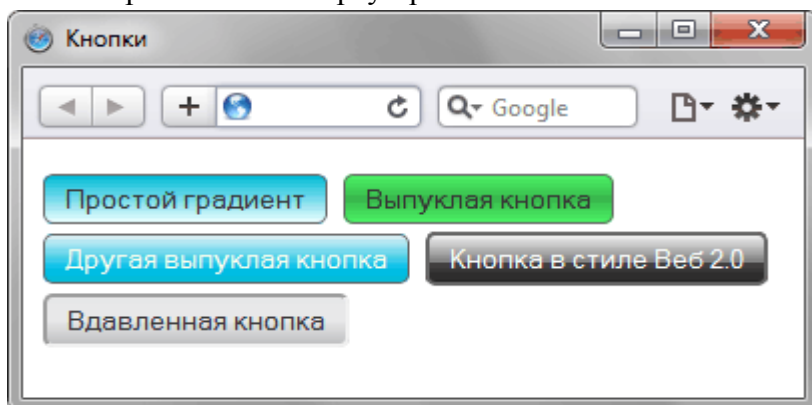 Кнопки
Google
Простой градиент Выпуклая кнопка
Другая выпуклая кнопка Кнопка в стиле Веб 2.0
Вдавленная кнопка